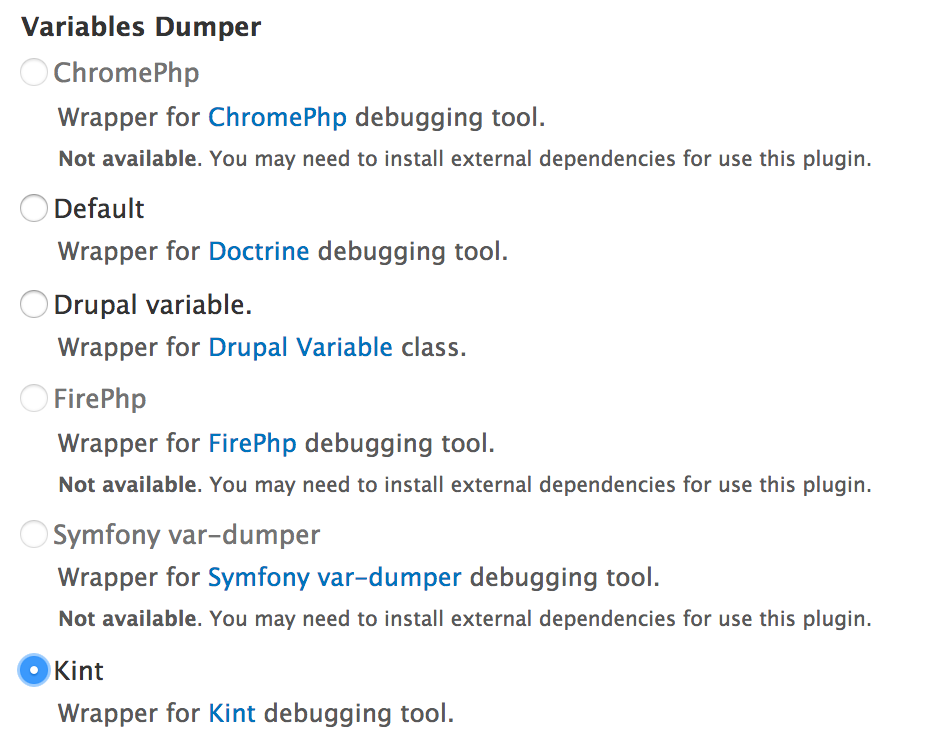 Variables Dumper
ChromePhp
Wrapper for ChromePhp debugging tool.
Not available. You may need to install external dependencies for use this plugin.
Default
Wrapper for Doctrine debugging tool.
Drupal variable.
Wrapper for Drupal Variable class.
FirePhp
Wrapper for FirePhp debugging tool.
Not available. You may need to install external dependencies for use this plugin.
Symfony var-dumper
Wrapper for Symfony var-dumper debugging tool.
Not available. You may need to install external dependencies for use this plugin.
Kint
Wrapper for Kint debugging tool.